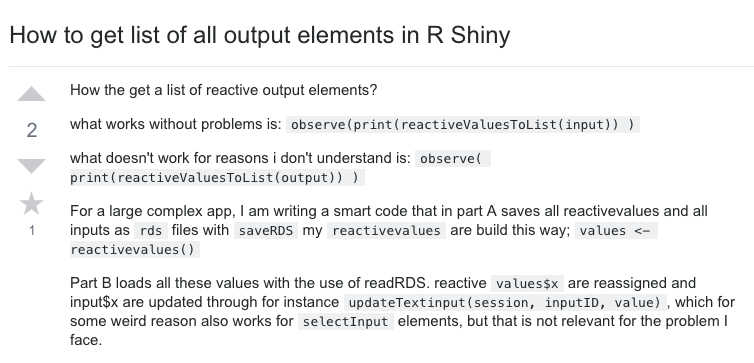 How to get list of all output elements in R Shiny
How the get a list of reactive output elements?
2
what works without problems is: observe(print(reactiveValuesToList(input)) )
what doesn't work for reasons i don't understand is: observe(
print(reactiveValuesToList(output)) )
For a large complex app, I am writing a smart code that in part A saves all reactivevalues and all
1
inputs as rds files with saveRDS my reactivevalues are build this way; values <-
reactivevalues()
Part B loads all these values with the use of readRDS. reactive values$x are reassigned and
input$x are updated through for instance updateTextinput(session, inputID, value) , which for
some weird reason also works for selectInput elements, but that is not relevant for the problem I
face.